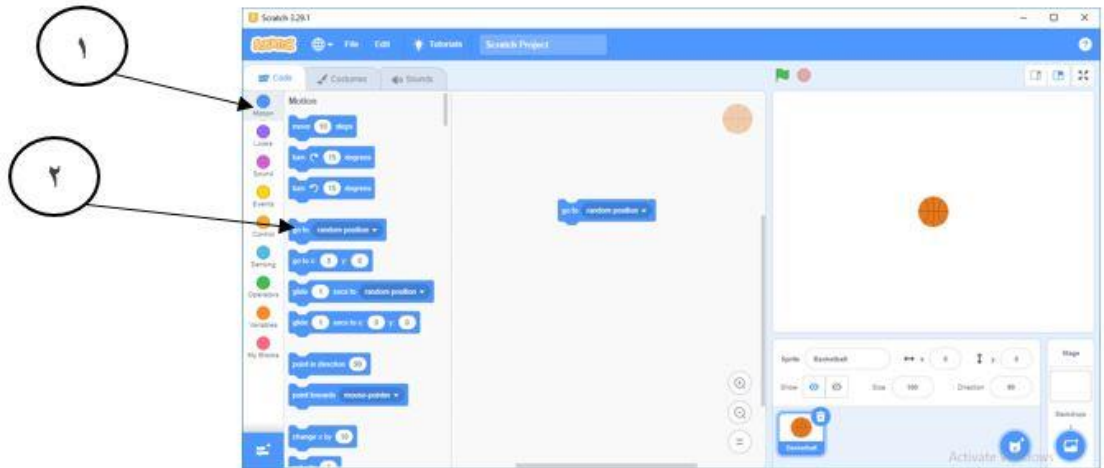 Scratch 3.29.1
SCRATCH File Edit Tutorials Scratch Project
Code Costumes Sounds
١
٢
Motion
Looks
Sound
Events
Control
Sensing
Operators
Variables
My Blocks
Motion
move 10 steps
turn 15 degrees
turn 15 degrees
go to random position
go to x: 0 y: 0
glide 1 secs to random position
glide 1 secs to x: 0 y: 0
point in direction 90
point towards mouse-pointer
change x by 10
go to random position
Sprite Basketball x 0 y 0
Show Size 100 Direction 90
Basketball
Stage
Backdrops
1
Activate Windows